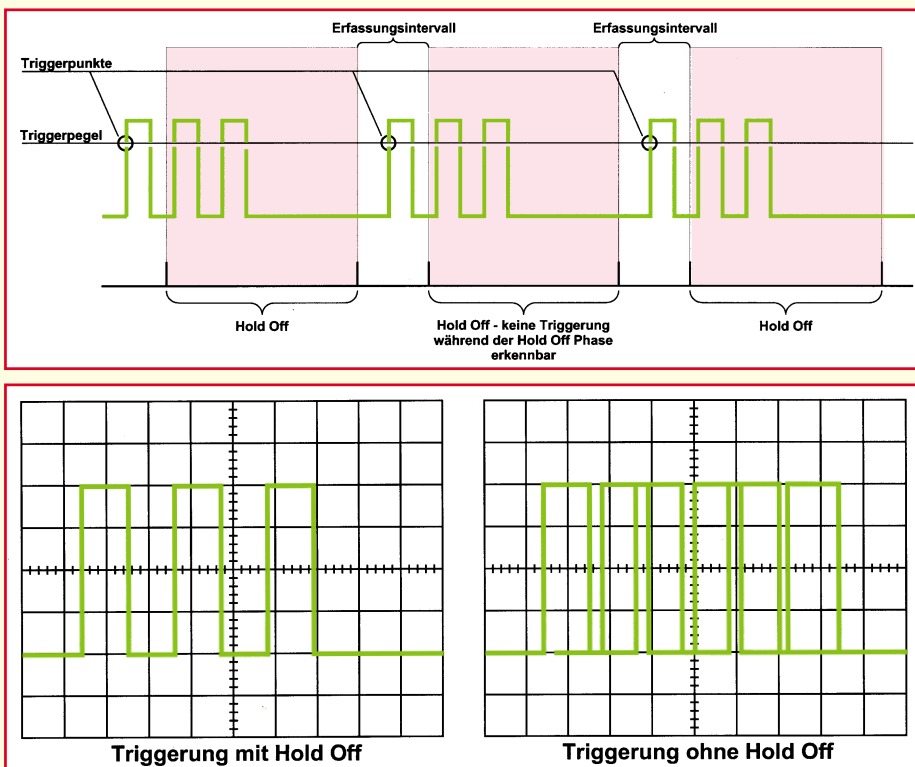 Erfassungsintervall
Erfassungsintervall
Triggerpunkte
Triggerpegel
Hold Off
Hold Off - keine Triggerung
während der Hold Off Phase
erkennbar
Hold Off
Triggerung mit Hold Off
Triggerung ohne Hold Off